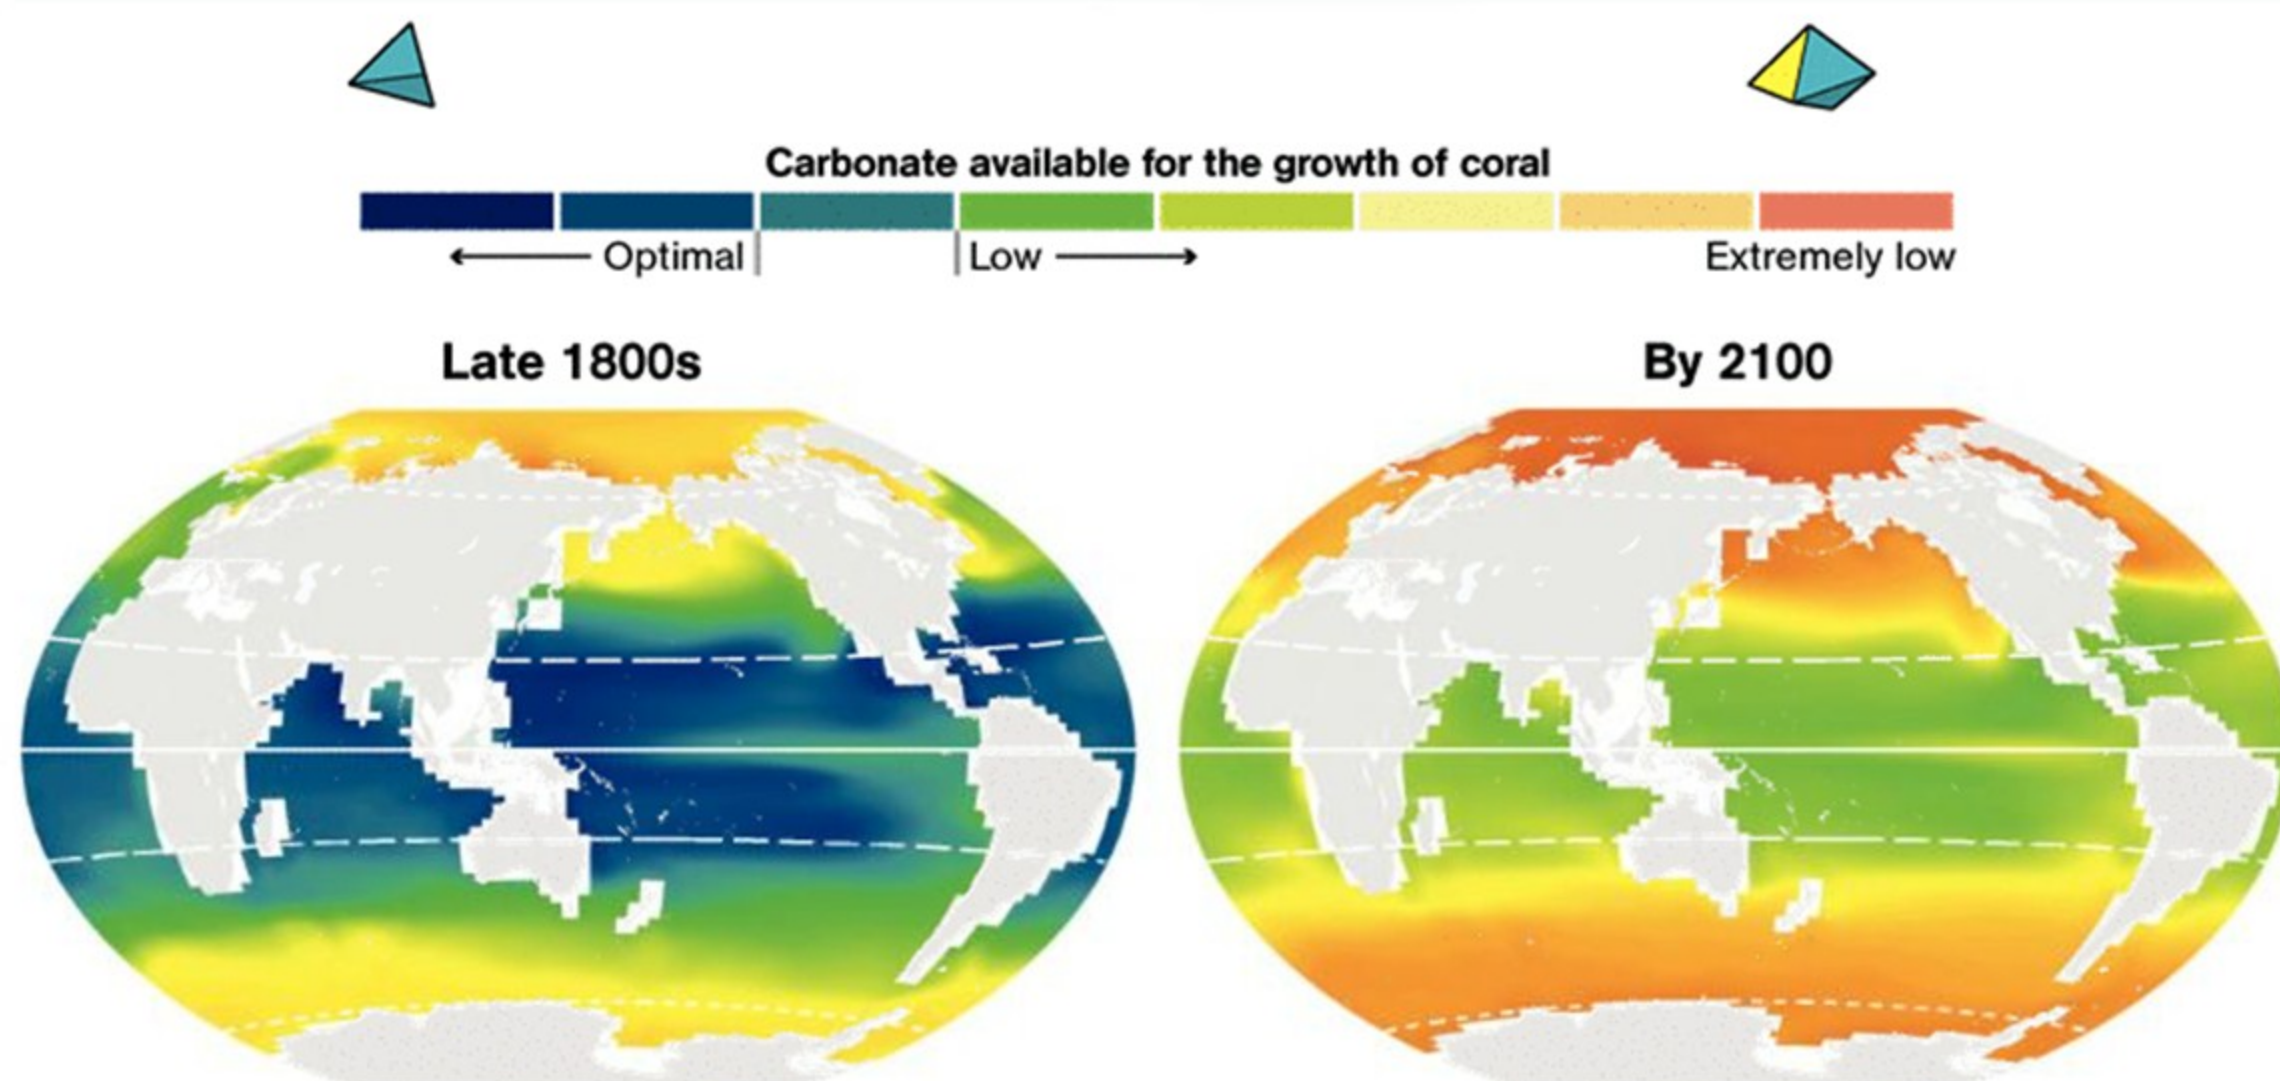 Carbonate available for the growth of coral
Optimal
Low
Extremely low
Late 1800s
By 2100